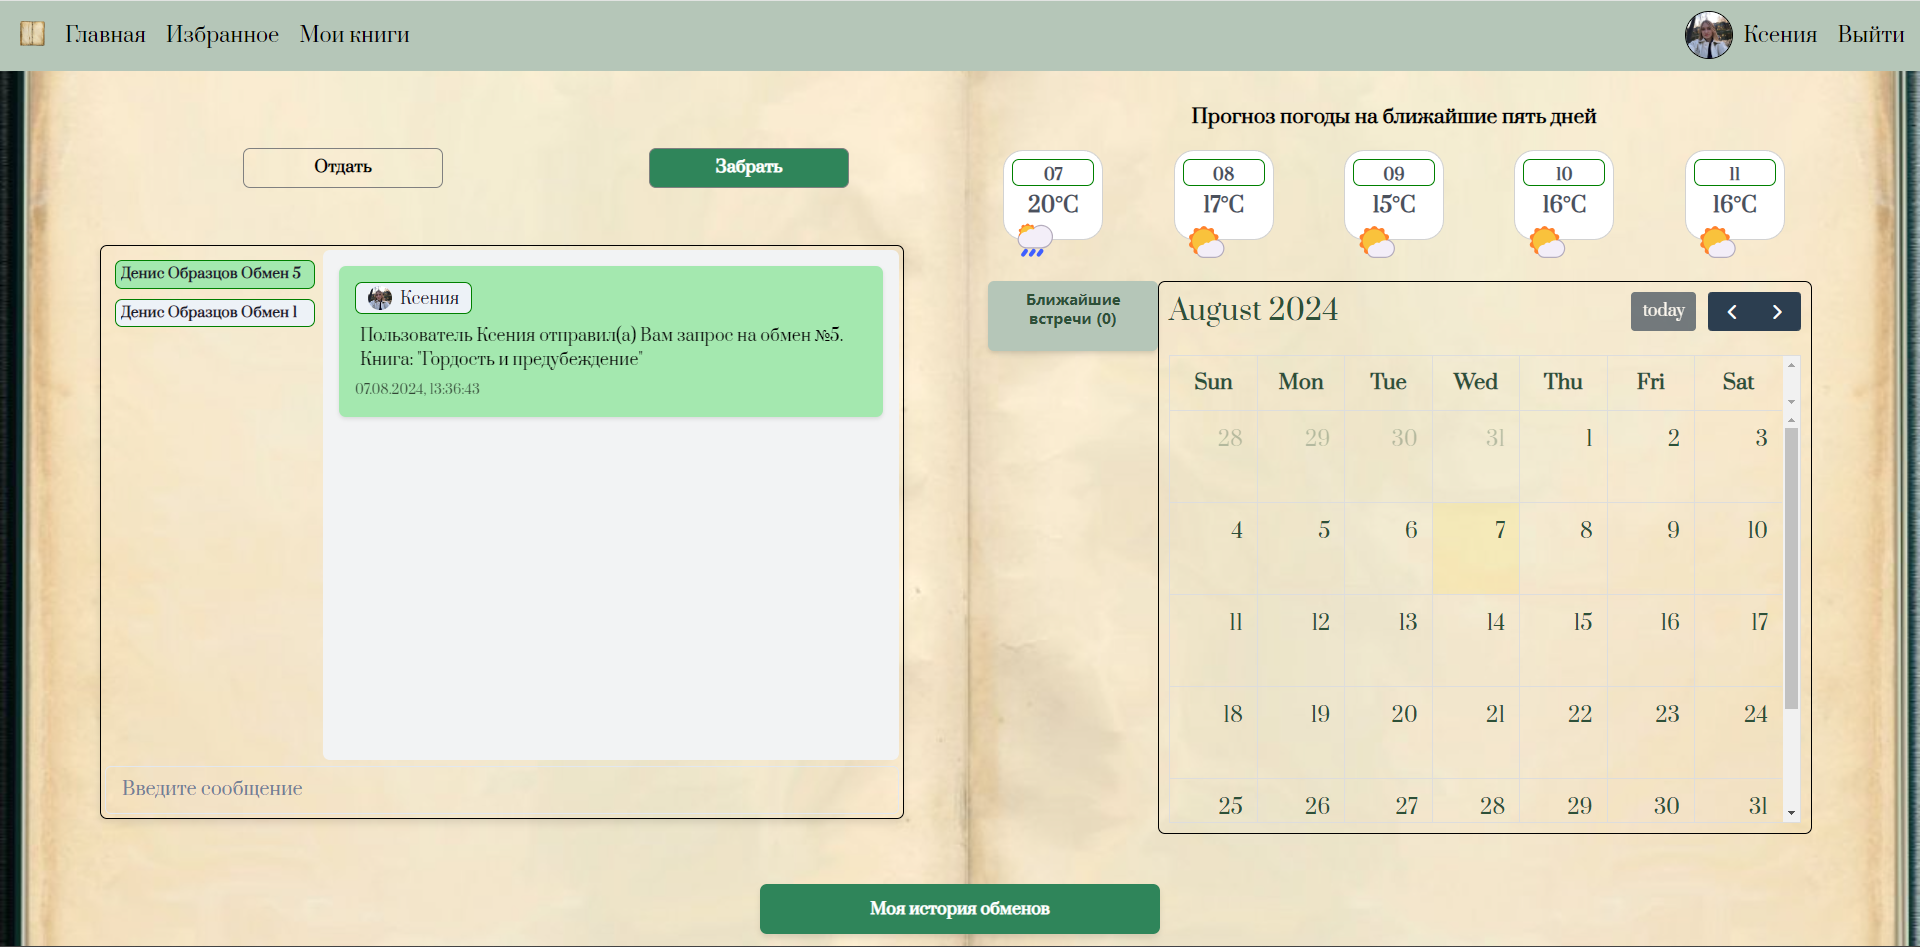 Главная Избранное Мои книги
Ксения Выйти
Отдать
Забрать
Денис Образцов Обмен 5
Денис Образцов Обмен 1
Ксения
Пользователь Ксения отправил(а) Вам запрос на обмен №5.
Книга: "Гордость и предубеждение"
07.08.2024, 13:36:43
Введите сообщение
Прогноз погоды на ближайшие пять дней
07 08 09 10 11
20°C 17°C 15°C 16°C 16°C
Ближайшие
встречи (0)
August 2024
today
Sun Mon Tue Wed Thu Fri Sat
28 29 30 31 1 2 3
4 5 6 7 8 9 10
11 12 13 14 15 16 17
18 19 20 21 22 23 24
25 26 27 28 29 30 31
Моя история обменов